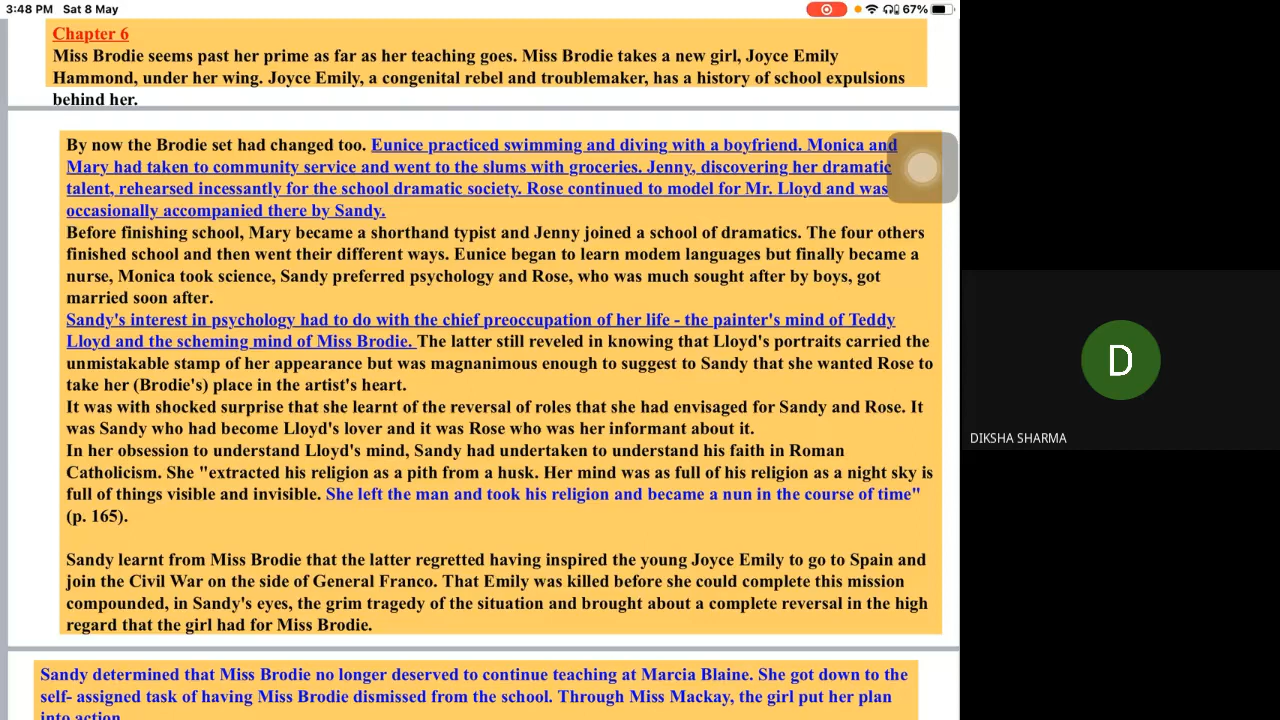 3:48 PM Sat 8 May
67%
Chapter 6
Miss Brodie seems past her prime as far as her teaching goes. Miss Brodie takes a new girl, Joyce Emily
Hammond, under her wing. Joyce Emily, a congenital rebel and troublemaker, has a history of school expulsions
behind her.
By now the Brodie set had changed too. Eunice practiced swimming and diving with a boyfriend. Monica and
Mary had taken to community service and went to the slums with groceries. Jenny, discovering her dramatic
talent, rehearsed incessantly for the school dramatic society. Rose continued to model for Mr. Lloyd and was
occasionally accompanied there by Sandy.
Before finishing school, Mary became a shorthand typist and Jenny joined a school of dramatics. The four others
finished school and then went their different ways. Eunice began to learn modem languages but finally became a
nurse, Monica took science, Sandy preferred psychology and Rose, who was much sought after by boys, got
married soon after.
Sandy's interest in psychology had to do with the chief preoccupation of her life - the painter's mind of Teddy
Lloyd and the scheming mind of Miss Brodie. The latter still reveled in knowing that Lloyd's portraits carried the
unmistakable stamp of her appearance but was magnanimous enough to suggest to Sandy that she wanted Rose to
take her (Brodie's) place in the artist's heart.
It was with shocked surprise that she learnt of the reversal of roles that she had envisaged for Sandy and Rose. It
was Sandy who had become Lloyd's lover and it was Rose who was her informant about it.
In her obsession to understand Lloyd's mind, Sandy had undertaken to understand his faith in Roman
Catholicism. She "extracted his religion as a pith from a husk. Her mind was as full of his religion as a night sky is
full of things visible and invisible. She left the man and took his religion and became a nun in the course of time"
(p. 165).
Sandy learnt from Miss Brodie that the latter regretted having inspired the young Joyce Emily to go to Spain and
join the Civil War on the side of General Franco. That Emily was killed before she could complete this mission
compounded, in Sandy's eyes, the grim tragedy of the situation and brought about a complete reversal in the high
regard that the girl had for Miss Brodie.
Sandy determined that Miss Brodie no longer deserved to continue teaching at Marcia Blaine. She got down to the
self- assigned task of having Miss Brodie dismissed from the school. Through Miss Mackay, the girl put her plan
into action
D
DIKSHA SHARMA